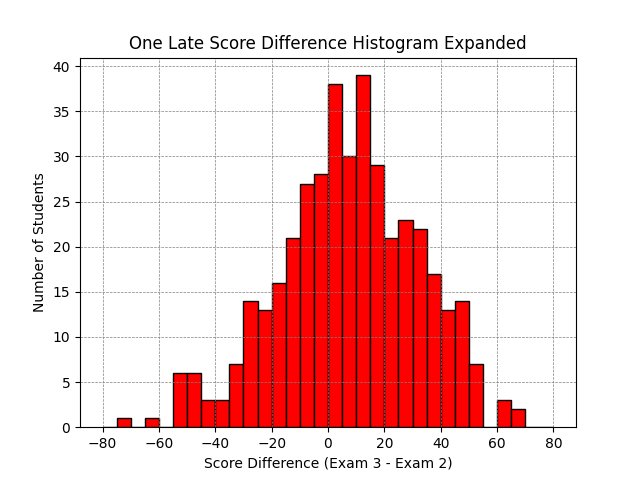 One Late Score Difference Histogram Expanded
40
35
30
25
20
15
10
5
0
Number of Students
−80 −60 −40 −20 0 20 40 60 80
Score Difference (Exam 3 - Exam 2)